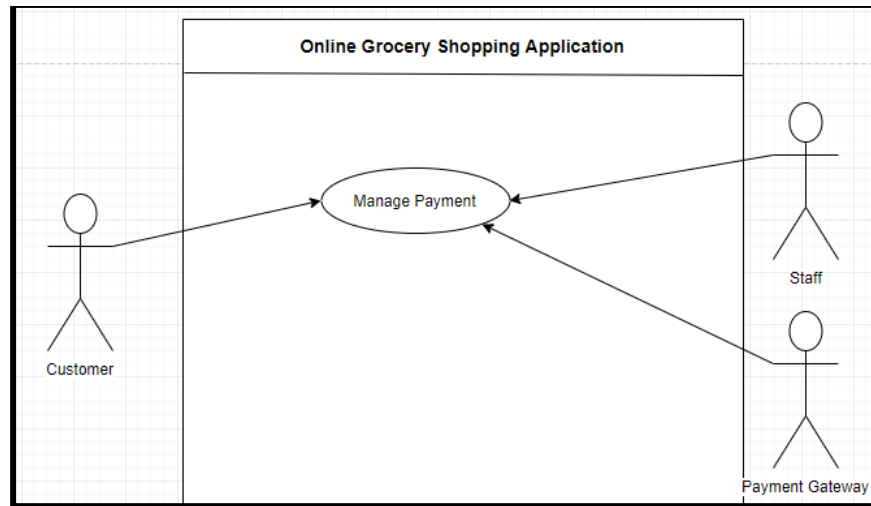 Online Grocery Shopping Application
Manage Payment
Staff
Customer
Payment Gateway